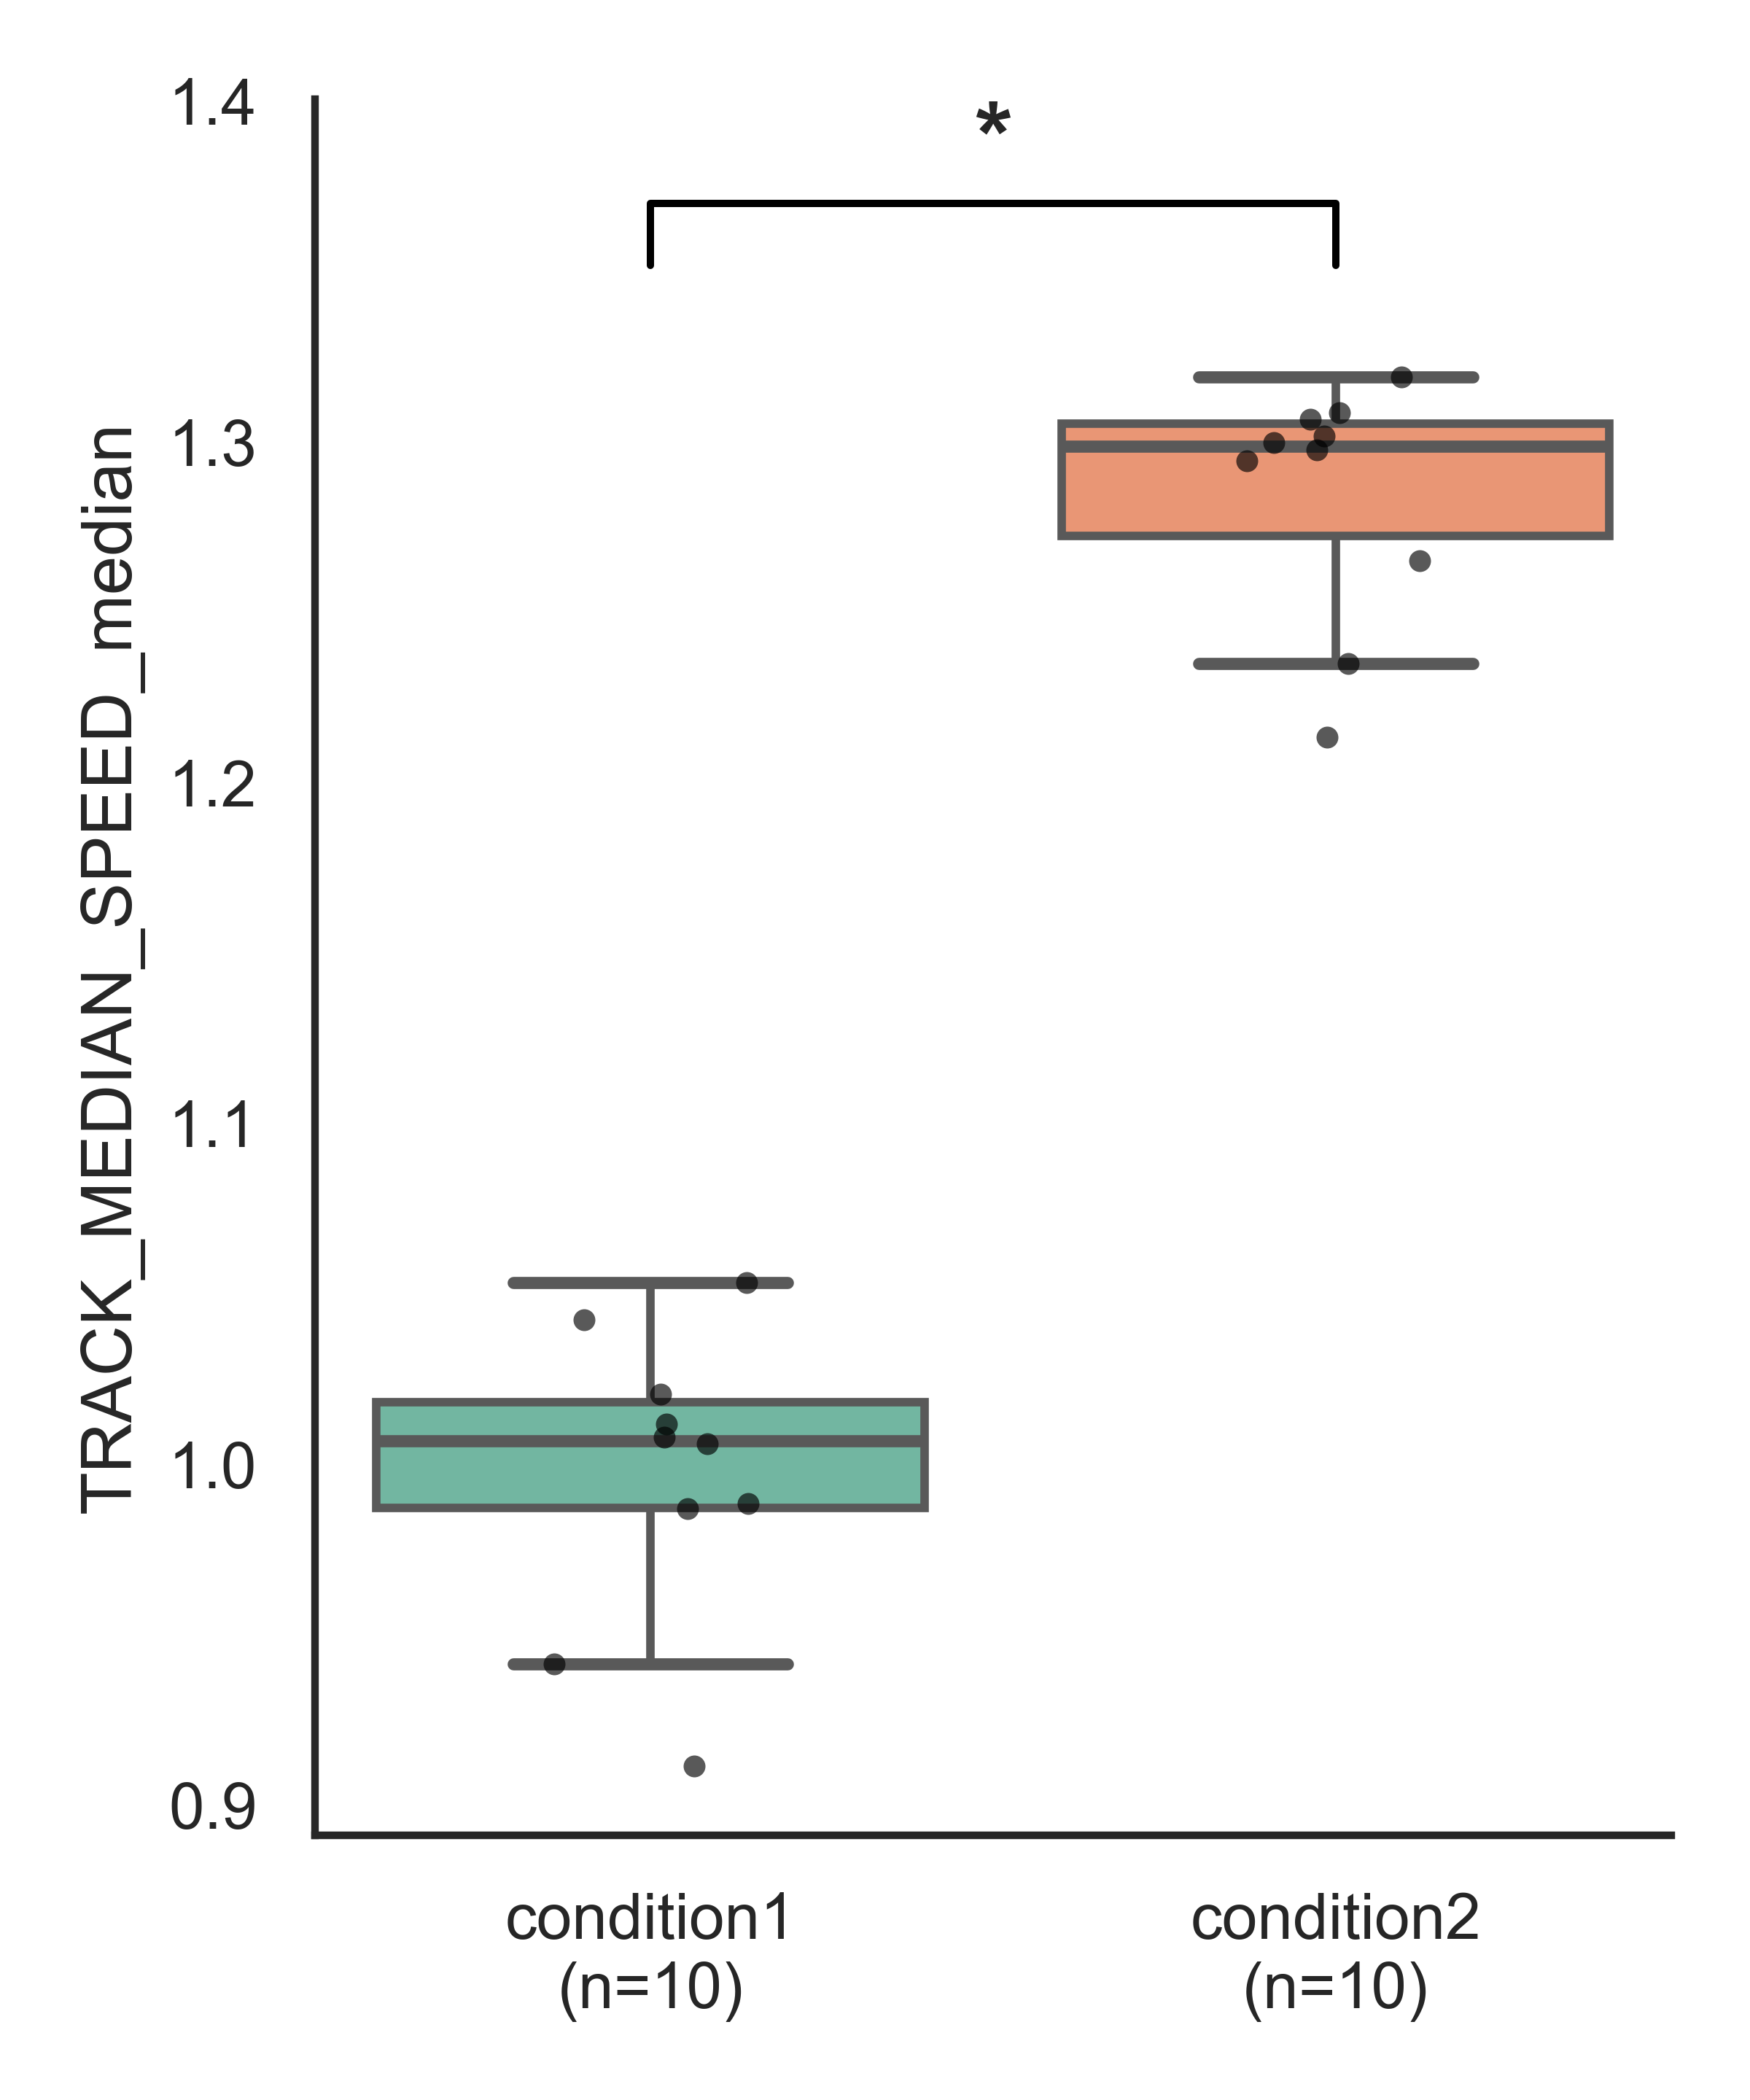 TRACK_MEDIAN_SPEED_median
1.4
1.3
1.2
1.1
1.0
0.9
*
condition1
(n=10)
condition2
(n=10)